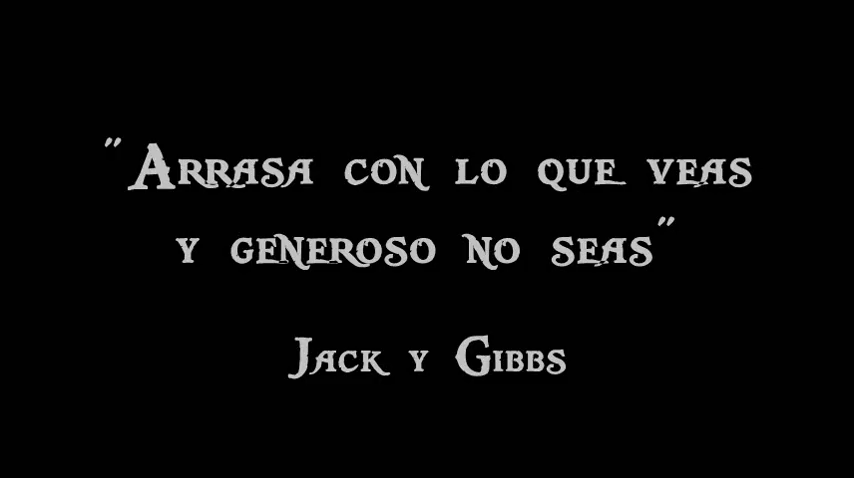 "Arrasa con lo que veas
y generoso no seas"
Jack y Gibbs